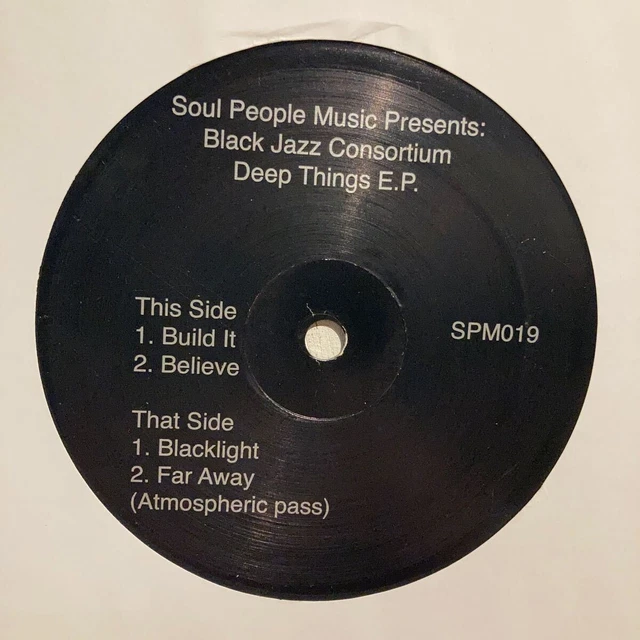 Soul People Music Presents:
Black Jazz Consortium
Deep Things E.P.
This Side
1. Build It
2. Believe
SPM019
That Side
1. Blacklight
2. Far Away
(Atmospheric pass)